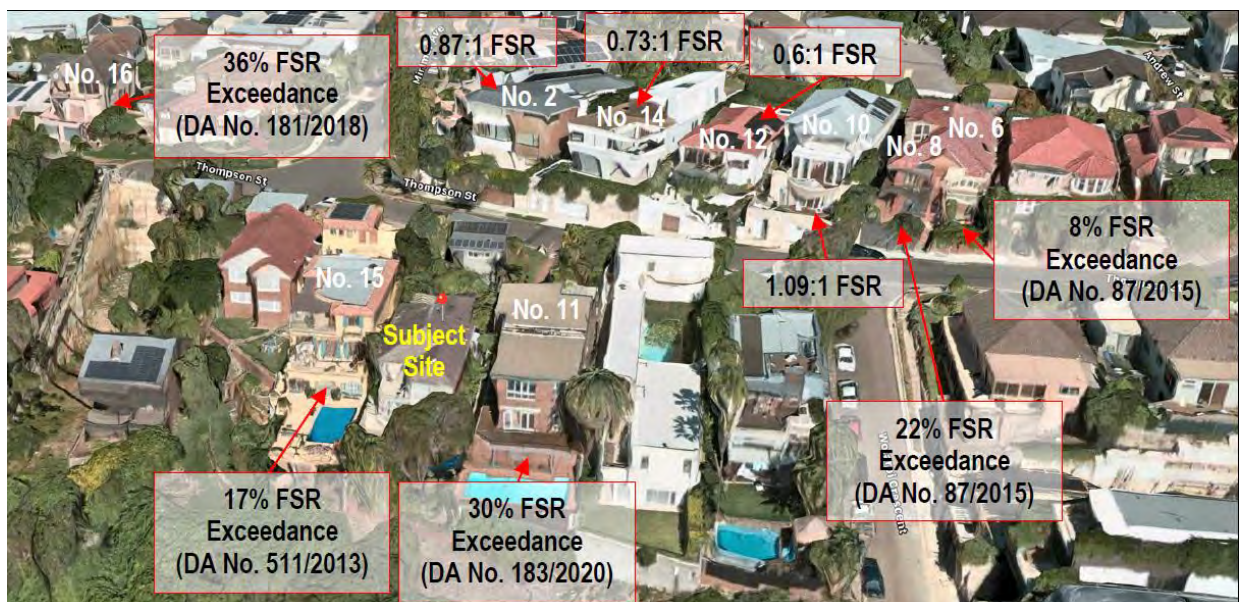 No. 16
36% FSR
Exceedance
(DA No. 181/2018)
0.87:1 FSR
0.73:1 FSR
0.6:1 FSR
No. 2
No. 14
No. 12
No. 10
No. 8
No. 6
Andrew St
Thompson St
Thompson St
8% FSR
Exceedance
(DA No. 87/2015)
1.09:1 FSR
No. 15
Subject
Site
No. 11
22% FSR
Exceedance
(DA No. 87/2015)
17% FSR
Exceedance
(DA No. 511/2013)
30% FSR
Exceedance
(DA No. 183/2020)